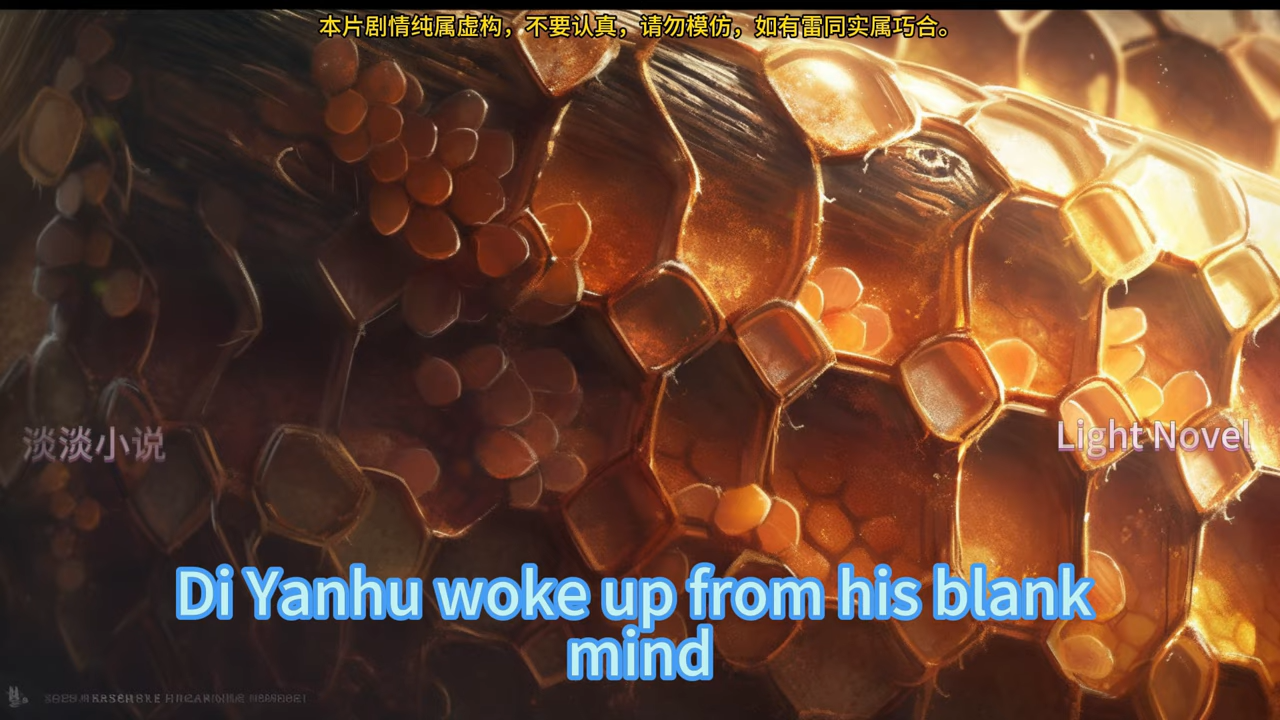 本片剧情纯属虚构，不要认真，请勿模仿，如有雷同实属巧合。
淡淡小说
Light Novel
Di Yanhu woke up from his blank
mind